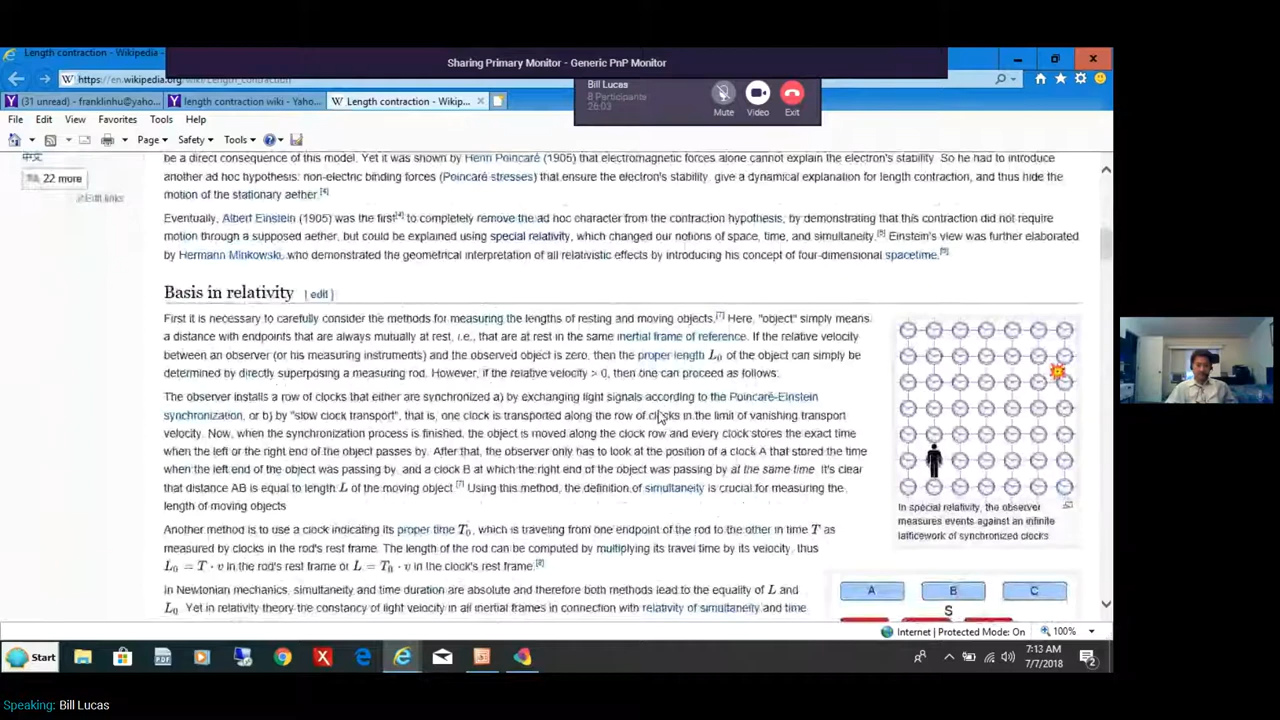 Length contraction - Wikipedia
Sharing Primary Monitor - Generic PnP Monitor
https://en.wikipedia.org/wiki/Length_contraction
Bill Lucas
8 Participants
26:03
Mute Video Exit
(31 unread) - franklinhu@yaho... length contraction wiki - Yaho... Length contraction - Wikip...
File Edit View Favorites Tools Help
Page Safety Tools
中文
22 more
Edit links
be a direct consequence of this model. Yet it was shown by Henri Poincaré (1905) that electromagnetic forces alone cannot explain the electron's stability. So he had to introduce
another ad hoc hypothesis: non-electric binding forces (Poincaré stresses) that ensure the electron's stability, give a dynamical explanation for length contraction, and thus hide the
motion of the stationary aether.[4]
Eventually, Albert Einstein (1905) was the first[4] to completely remove the ad hoc character from the contraction hypothesis, by demonstrating that this contraction did not require
motion through a supposed aether, but could be explained using special relativity, which changed our notions of space, time, and simultaneity.[5] Einstein's view was further elaborated
by Hermann Minkowski, who demonstrated the geometrical interpretation of all relativistic effects by introducing his concept of four-dimensional spacetime.[6]
Basis in relativity [ edit ]
First it is necessary to carefully consider the methods for measuring the lengths of resting and moving objects.[7] Here, "object" simply means
a distance with endpoints that are always mutually at rest, i.e., that are at rest in the same inertial frame of reference. If the relative velocity
between an observer (or his measuring instruments) and the observed object is zero, then the proper length L₀ of the object can simply be
determined by directly superposing a measuring rod. However, if the relative velocity > 0, then one can proceed as follows:
The observer installs a row of clocks that either are synchronized a) by exchanging light signals according to the Poincaré-Einstein
synchronization, or b) by "slow clock transport", that is, one clock is transported along the row of clocks in the limit of vanishing transport
velocity. Now, when the synchronization process is finished, the object is moved along the clock row and every clock stores the exact time
when the left or the right end of the object passes by. After that, the observer only has to look at the position of a clock A that stored the time
when the left end of the object was passing by, and a clock B at which the right end of the object was passing by at the same time. It's clear
that distance AB is equal to length L of the moving object.[7] Using this method, the definition of simultaneity is crucial for measuring the
length of moving objects
Another method is to use a clock indicating its proper time T₀, which is traveling from one endpoint of the rod to the other in time T as
measured by clocks in the rod's rest frame. The length of the rod can be computed by multiplying its travel time by its velocity, thus
L₀ = T · v in the rod's rest frame or L = T₀ · v in the clock's rest frame.[8]
In Newtonian mechanics, simultaneity and time duration are absolute and therefore both methods lead to the equality of L and
L₀. Yet in relativity theory the constancy of light velocity in all inertial frames in connection with relativity of simultaneity and time
In special relativity, the observer
measures events against an infinite
latticework of synchronized clocks
A B C
S
Internet | Protected Mode: On 100%
Start
7:13 AM
7/7/2018
2
Speaking: Bill Lucas